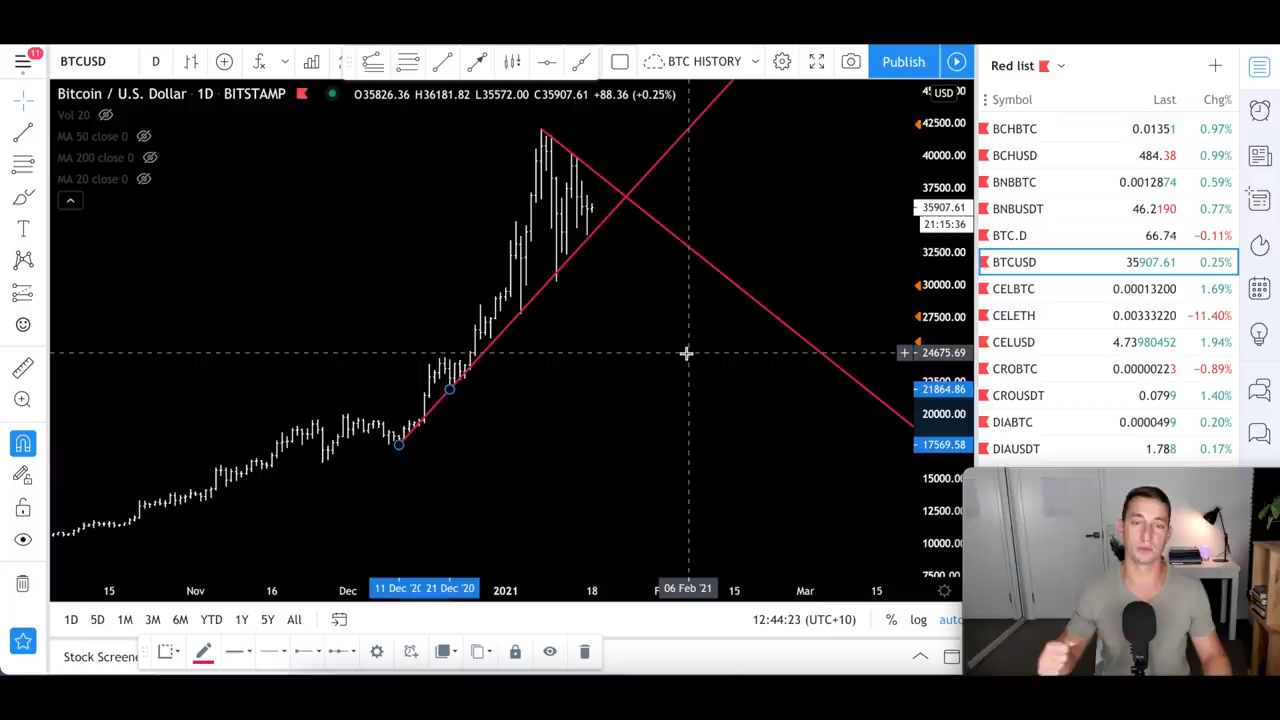 11
BTCUSD
D
BTC HISTORY
Publish
Red list
Bitcoin / U.S. Dollar · 1D · BITSTAMP
O35826.36 H36181.82 L35572.00 C35907.61 +88.36 (+0.25%)
USD
Vol 20
MA 50 close 0
MA 200 close 0
MA 20 close 0
42500.00
40000.00
37500.00
35907.61
21:15:36
32500.00
30000.00
27500.00
24675.69
21864.86
20000.00
17569.58
15000.00
12500.00
10000.00
Symbol Last Chg%
BCHBTC 0.01351 0.97%
BCHUSD 484.38 0.99%
BNBBTC 0.0012874 0.59%
BNBUSDT 46.2190 0.77%
BTC.D 66.74 −0.11%
BTCUSD 35907.61 0.25%
CELBTC 0.00013200 1.69%
CELETH 0.00333220 −11.40%
CELUSD 4.73980452 1.94%
CROBTC 0.00000223 −0.89%
CROUSDT 0.0799 1.40%
DIABTC 0.0000499 0.20%
DIAUSDT 1.788 0.17%
15 Nov 16 Dec 11 Dec '20 21 Dec '20 2021 18 06 Feb '21 15 Mar 15
1D 5D 1M 3M 6M YTD 1Y 5Y All
12:44:23 (UTC+10) % log auto
Stock Screene